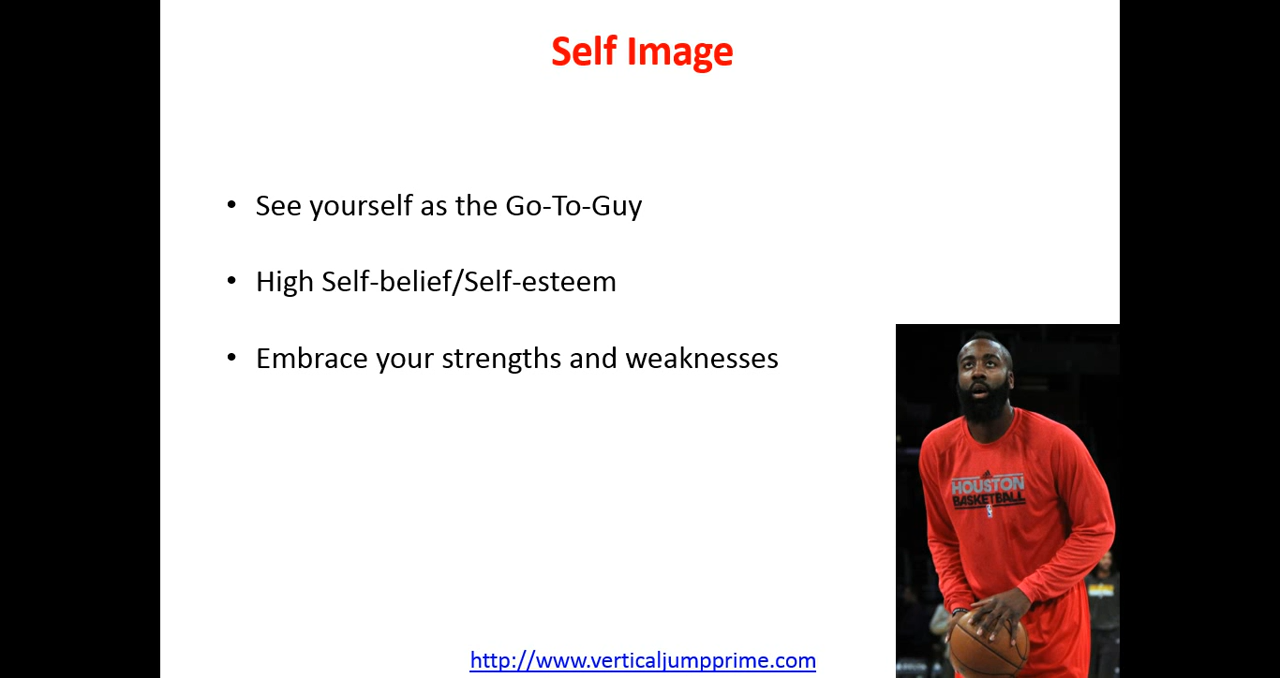 Self Image
• See yourself as the Go-To-Guy
• High Self-belief/Self-esteem
• Embrace your strengths and weaknesses
HOUSTON
BASKETBALL
http://www.verticaljumpprime.com